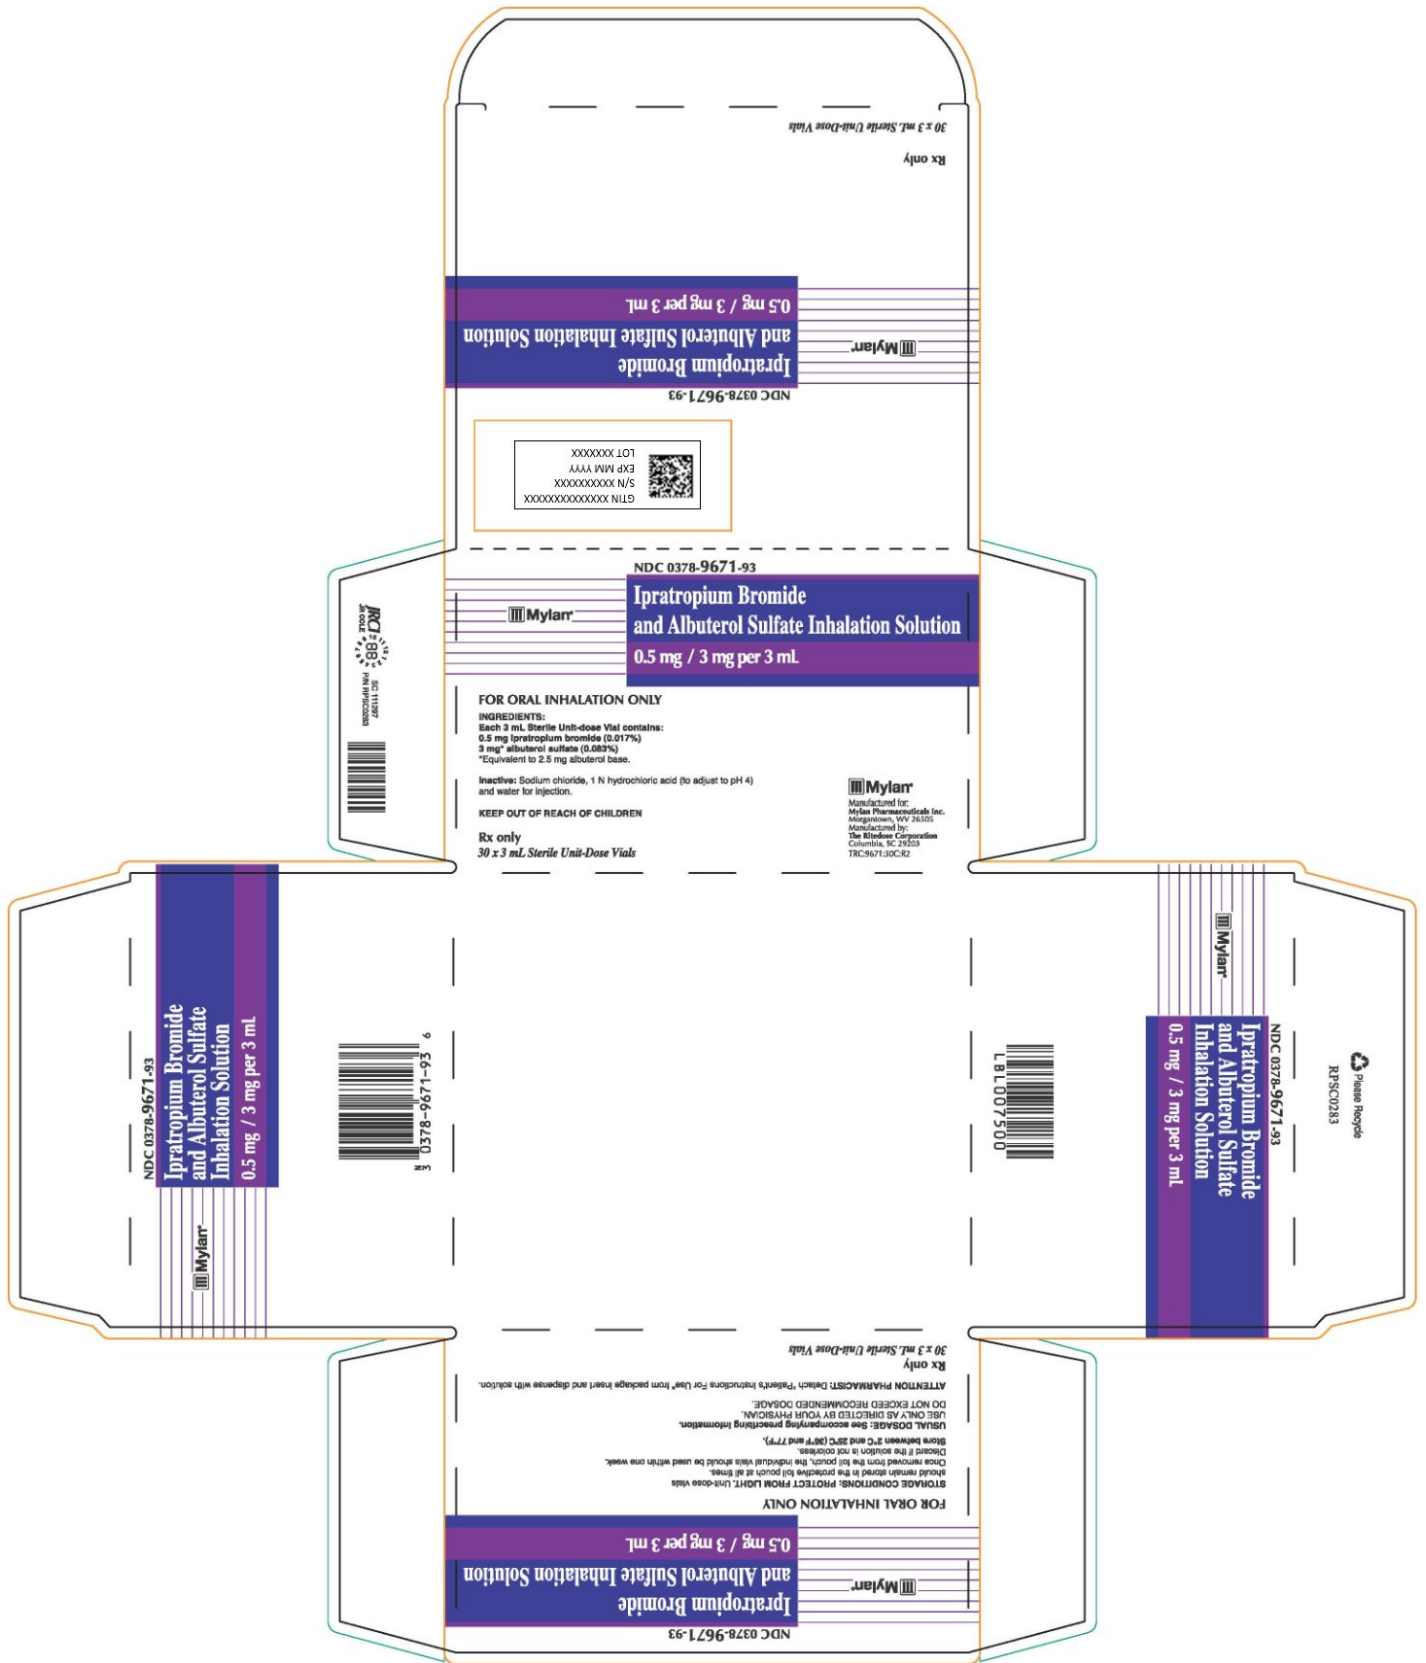 30 x 3 mL Sterile Unit-Dose Vials
Rx only
0.5 mg / 3 mg per 3 mL
and Albuterol Sulfate Inhalation Solution
Ipratropium Bromide
Mylan®
NDC 0378-9671-93
LOT XXXXXXX
EXP MM YYYY
S/N XXXXXXXXXX
GTIN XXXXXXXXXXXXXX
NDC 0378-9671-93
Ipratropium Bromide
and Albuterol Sulfate Inhalation Solution
0.5 mg / 3 mg per 3 mL
Mylan®
JRCI
JR COLE
88
SC 111297
P/N RPSC0283
FOR ORAL INHALATION ONLY
INGREDIENTS:
Each 3 mL Sterile Unit-dose Vial contains:
0.5 mg ipratropium bromide (0.017%)
3 mg* albuterol sulfate (0.083%)
*Equivalent to 2.5 mg albuterol base.
Inactive: Sodium chloride, 1 N hydrochloric acid (to adjust to pH 4)
and water for injection.
KEEP OUT OF REACH OF CHILDREN
Rx only
30 x 3 mL Sterile Unit-Dose Vials
Mylan®
Manufactured for:
Mylan Pharmaceuticals Inc.
Morgantown, WV 26505
Manufactured by:
The Ritedose Corporation
Columbia, SC 29203
TRC:9671:30C:R2
NDC 0378-9671-93
Ipratropium Bromide
and Albuterol Sulfate
Inhalation Solution
0.5 mg / 3 mg per 3 mL
Mylan®
N
3 0378-9671-93 6
LBL007500
Mylan®
NDC 0378-9671-93
Ipratropium Bromide
and Albuterol Sulfate
Inhalation Solution
0.5 mg / 3 mg per 3 mL
Please Recycle
RPSC0283
30 x 3 mL Sterile Unit-Dose Vials
Rx only
ATTENTION PHARMACIST: Detach "Patient's Instructions For Use" from package insert and dispense with solution.
DO NOT EXCEED RECOMMENDED DOSAGE.
USE ONLY AS DIRECTED BY YOUR PHYSICIAN.
USUAL DOSAGE: See accompanying prescribing information.
Store between 2°C and 25°C (36°F and 77°F).
Discard if the solution is not colorless.
Once removed from the foil pouch, the individual vials should be used within one week.
should remain stored in the protective foil pouch at all times.
STORAGE CONDITIONS: PROTECT FROM LIGHT. Unit-dose vials
FOR ORAL INHALATION ONLY
0.5 mg / 3 mg per 3 mL
and Albuterol Sulfate Inhalation Solution
Ipratropium Bromide
Mylan®
NDC 0378-9671-93